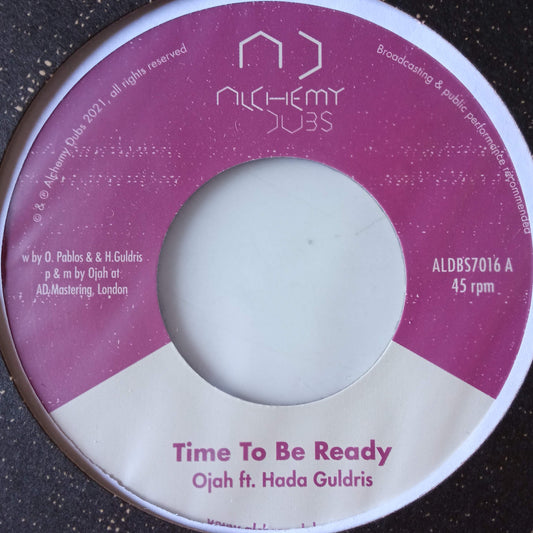 ALCHEMY
DUBS
© & ℗ Alchemy Dubs 2021, all rights reserved
Broadcasting & public performance recommended
w by O. Pablos & & H.Guldris
p & m by Ojah at
AD Mastering, London
ALDBS7016 A
45 rpm
Time To Be Ready
Ojah ft. Hada Guldris